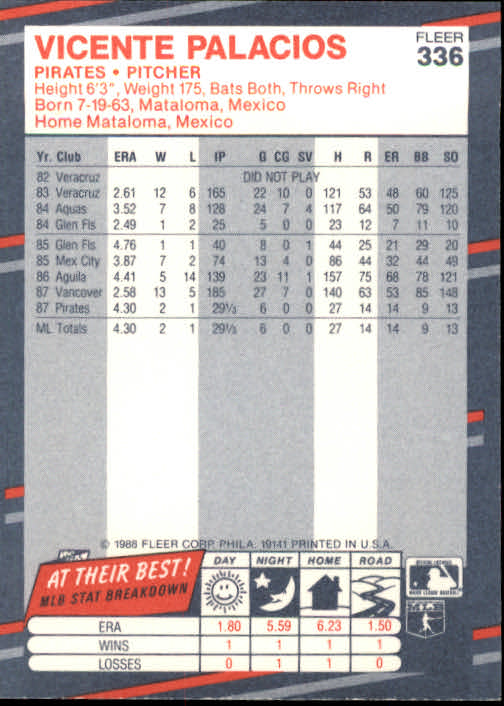 VICENTE PALACIOS
FLEER
336
PIRATES • PITCHER
Height 6'3", Weight 175, Bats Both, Throws Right
Born 7-19-63, Mataloma, Mexico
Home Mataloma, Mexico
Yr. Club ERA W L IP G CG SV H R ER BB SO
82 Veracruz DID NOT PLAY
83 Veracruz 2.61 12 6 165 22 10 0 121 53 48 60 125
84 Aguas 3.52 7 8 128 24 7 4 117 64 50 79 120
84 Glen Fls 2.49 1 2 25 5 0 0 23 12 7 11 10
85 Glen Fls 4.76 1 1 40 8 0 1 44 25 21 29 20
85 Mex City 3.87 7 2 74 13 4 0 86 44 32 44 49
86 Aguila 4.41 5 14 139 23 11 1 157 75 68 78 121
87 Vancover 2.58 13 5 185 27 7 0 140 63 53 85 148
87 Pirates 4.30 2 1 29⅓ 6 0 0 27 14 14 9 13
ML Totals 4.30 2 1 29⅓ 6 0 0 27 14 14 9 13
© 1988 FLEER CORP. PHILA. 19141 PRINTED IN U.S.A.
AT THEIR BEST!
MLB STAT BREAKDOWN
DAY NIGHT HOME ROAD
ERA 1.80 5.59 6.23 1.50
WINS 1 1 1 1
LOSSES 0 1 1 0